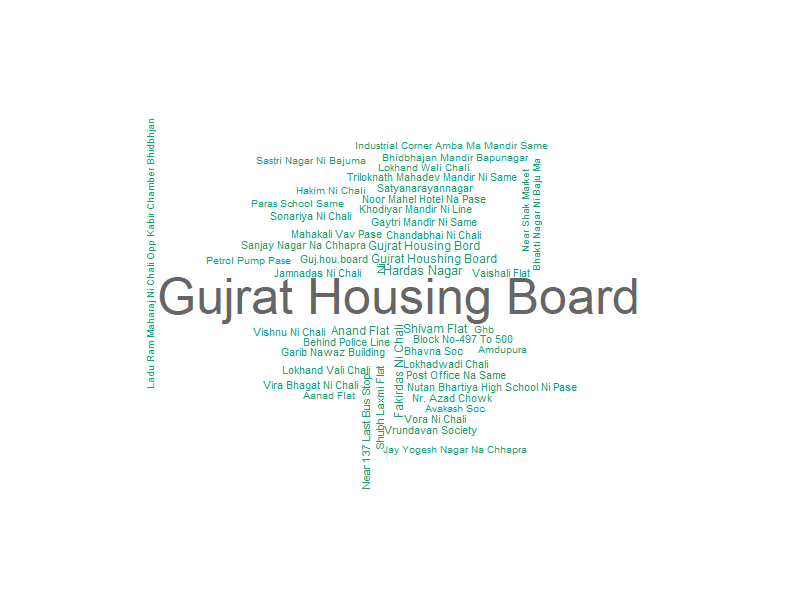 Industrial Corner Amba Ma Mandir Same
Sastri Nagar Ni Bajuma
Bhidbhajan Mandir Bapunagar
Lokhand Wali Chali
Triloknath Mahadev Mandir Ni Same
Hakim Ni Chali
Satyanarayannagar
Paras School Same
Noor Mahel Hotel Na Pase
Sonariya Ni Chali
Khodiyar Mandir Ni Line
Gaytri Mandir Ni Same
Mahakali Vav Pase
Chandabhai Ni Chali
Sanjay Nagar Na Chhapra
Gujrat Housing Bord
Petrol Pump Pase
Guj.hou.board
Gujrat Houshing Board
Jamnadas Ni Chali
Ni
Hardas Nagar
Vaishali Flat
Near Shak Market
Bhakti Nagar Ni Baju Ma
Ladu Ram Maharaj Ni Chali Opp Kabir Chamber Bhidbhjan
Gujrat Housing Board
Vishnu Ni Chali
Anand Flat
Shivam Flat
Ghb
Behind Police Line
Block No-497 To 500
Garib Nawaz Building
Bhavna Soc
Amdupura
Lokhand Vali Chali
Lokhadwadi Chali
Post Office Na Same
Vira Bhagat Ni Chali
Nutan Bhartiya High School Ni Pase
Aanad Flat
Nr. Azad Chowk
Avakash Soc
Vora Ni Chali
Vrundavan Society
Jay Yogesh Nagar Na Chhapra
Near 137 Last Bus Stop
Shubh Laxmi Flat
Fakirdas Ni Chali